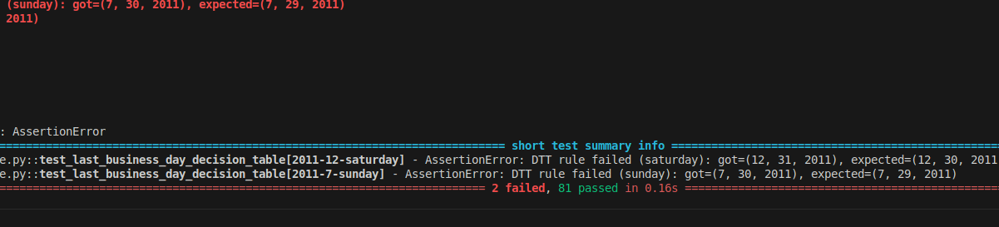 (sunday): got=(7, 30, 2011), expected=(7, 29, 2011)
2011)
: AssertionError
========================================================================== short test summary info ================================================
e.py::test_last_business_day_decision_table[2011-12-saturday] - AssertionError: DTT rule failed (saturday): got=(12, 31, 2011), expected=(12, 30, 2011
e.py::test_last_business_day_decision_table[2011-7-sunday] - AssertionError: DTT rule failed (sunday): got=(7, 30, 2011), expected=(7, 29, 2011)
======================================================================= 2 failed, 81 passed in 0.16s ==============================================